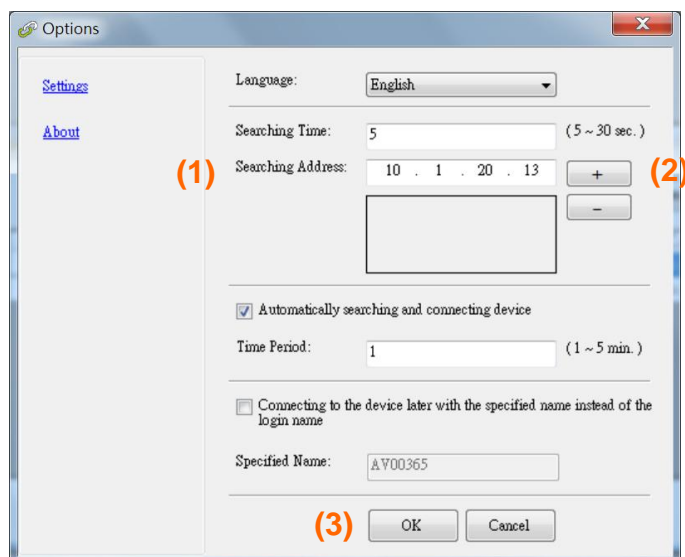 Options
Settings
About
Language: English
Searching Time: 5 ( 5 ~ 30 sec. )
(1) Searching Address: 10 . 1 . 20 . 13 + (2)
-
Automatically searching and connecting device
Time Period: 1 ( 1 ~ 5 min. )
Connecting to the device later with the specified name instead of the
login name
Specified Name: AV00365
(3) OK Cancel